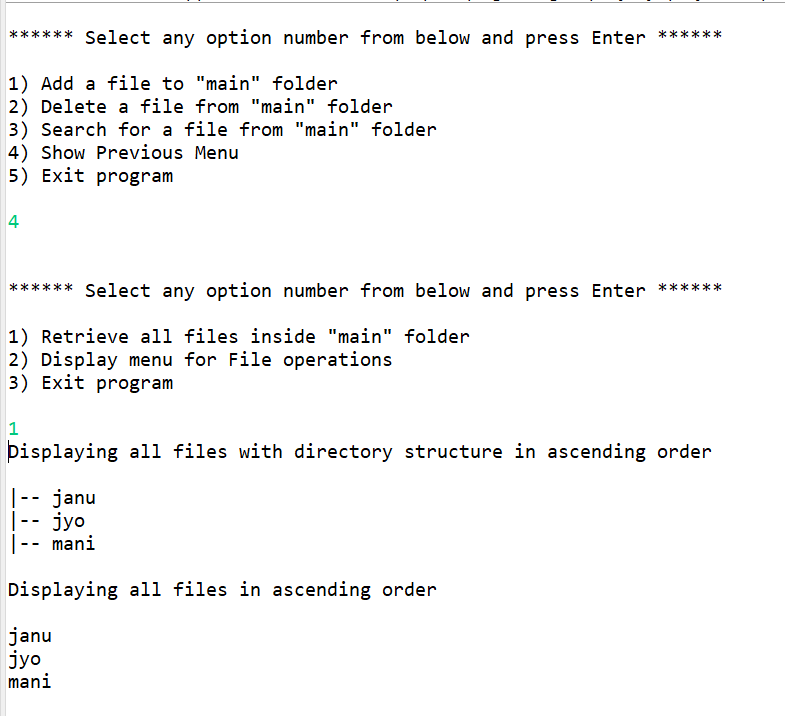 ****** Select any option number from below and press Enter ******
1) Add a file to "main" folder
2) Delete a file from "main" folder
3) Search for a file from "main" folder
4) Show Previous Menu
5) Exit program
4
****** Select any option number from below and press Enter ******
1) Retrieve all files inside "main" folder
2) Display menu for File operations
3) Exit program
1
Displaying all files with directory structure in ascending order
|-- janu
|-- jyo
|-- mani
Displaying all files in ascending order
janu
jyo
mani